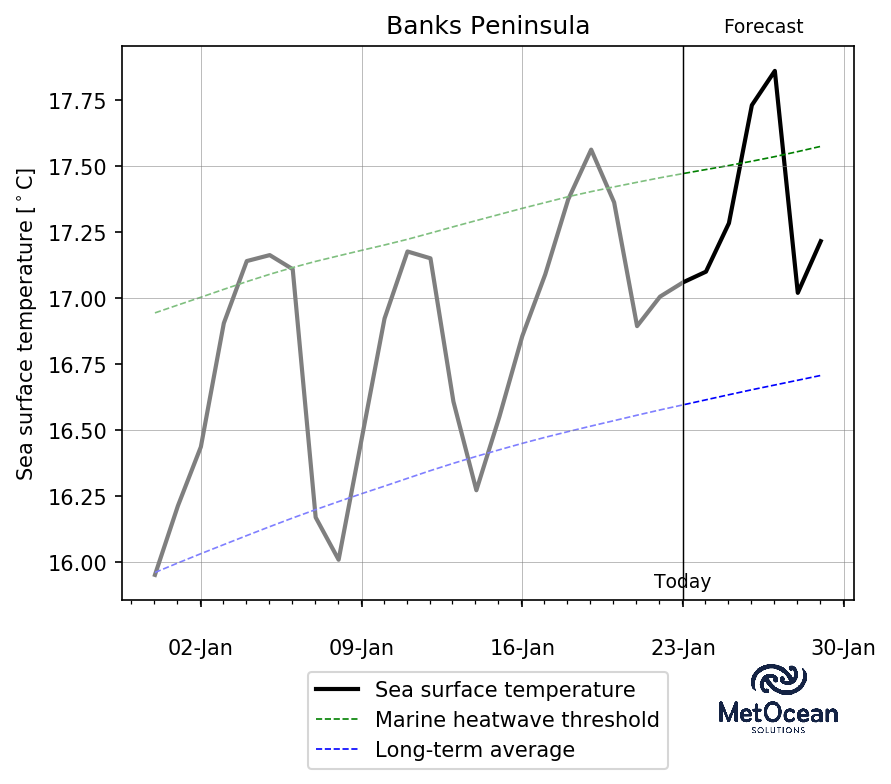 Banks Peninsula
Forecast
Sea surface temperature [°C]
17.75
17.50
17.25
17.00
16.75
16.50
16.25
16.00
Today
02-Jan 09-Jan 16-Jan 23-Jan 30-Jan
Sea surface temperature
Marine heatwave threshold
Long-term average
MetOcean
SOLUTIONS